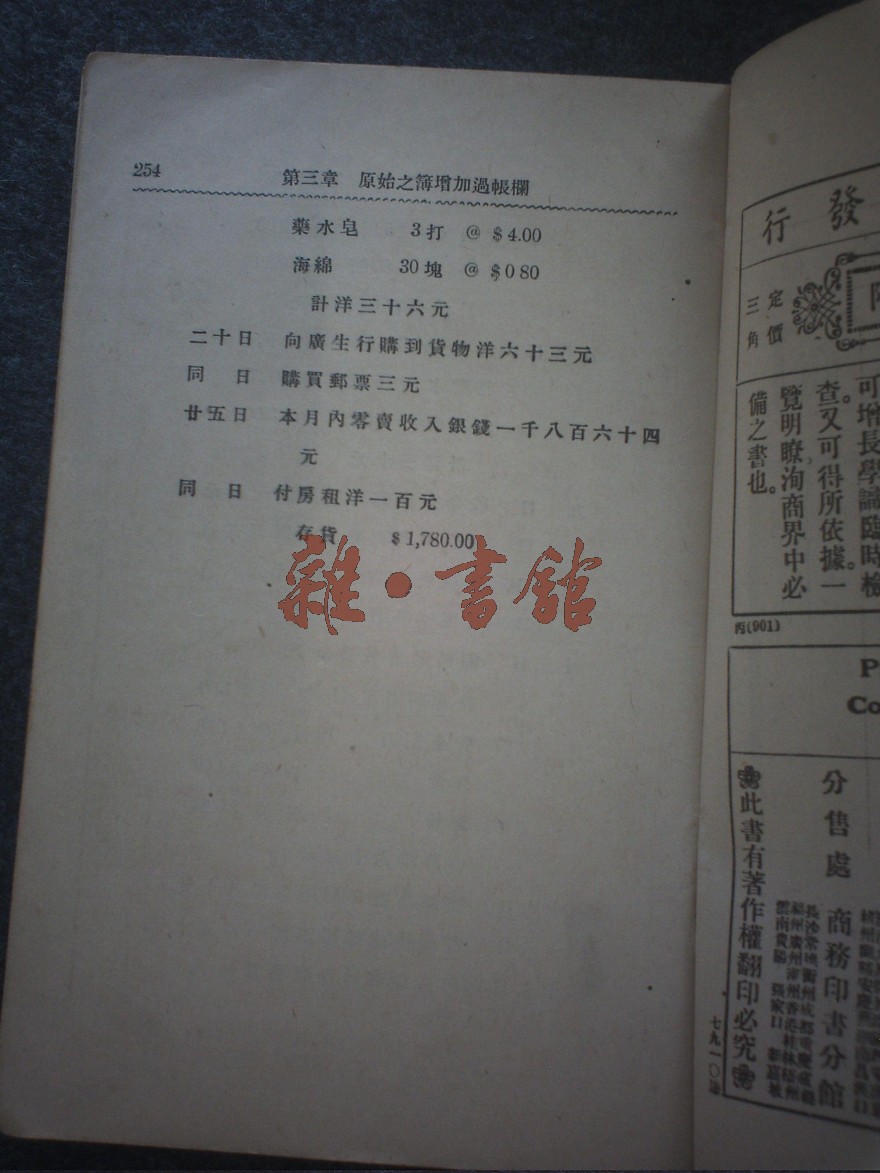 254
第三章 原始之簿增加過帳欄
藥水皂 3打 @ $4.00
海綿 30塊 @ $0 80
計洋三十六元
二十日 向廣生行購到貨物洋六十三元
同日 購買郵票三元
廿五日 本月內零賣收入銀錢一千八百六十四
元
同日 付房租洋一百元
存貨 $1,780.00
雜·書館
發行
定價
三角
可增長學識臨時檢
查。又可得所依據。一
覽明瞭洵商界中必
備之書也。
丙(901)
P
Co
分售處
商務印書分館
此書有著作權翻印必究